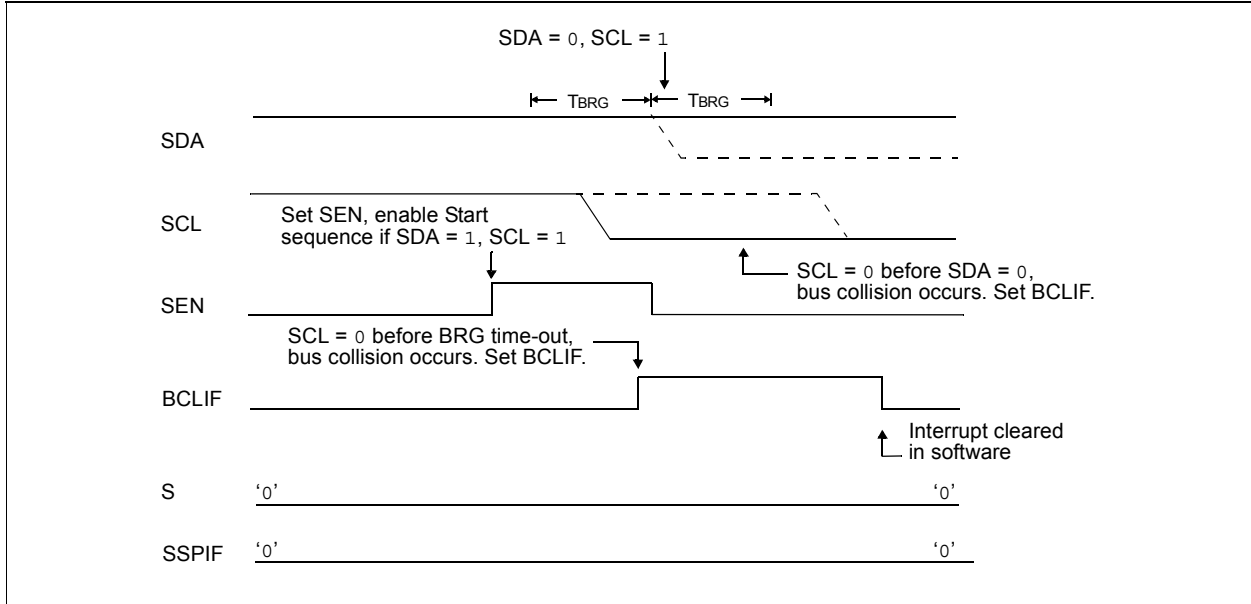 SDA = 0, SCL = 1
TBRG TBRG
SDA
SCL
Set SEN, enable Start
sequence if SDA = 1, SCL = 1
SCL = 0 before SDA = 0,
bus collision occurs. Set BCLIF.
SEN
SCL = 0 before BRG time-out,
bus collision occurs. Set BCLIF.
BCLIF
Interrupt cleared
in software
S ‘0’ ‘0’
SSPIF ‘0’ ‘0’